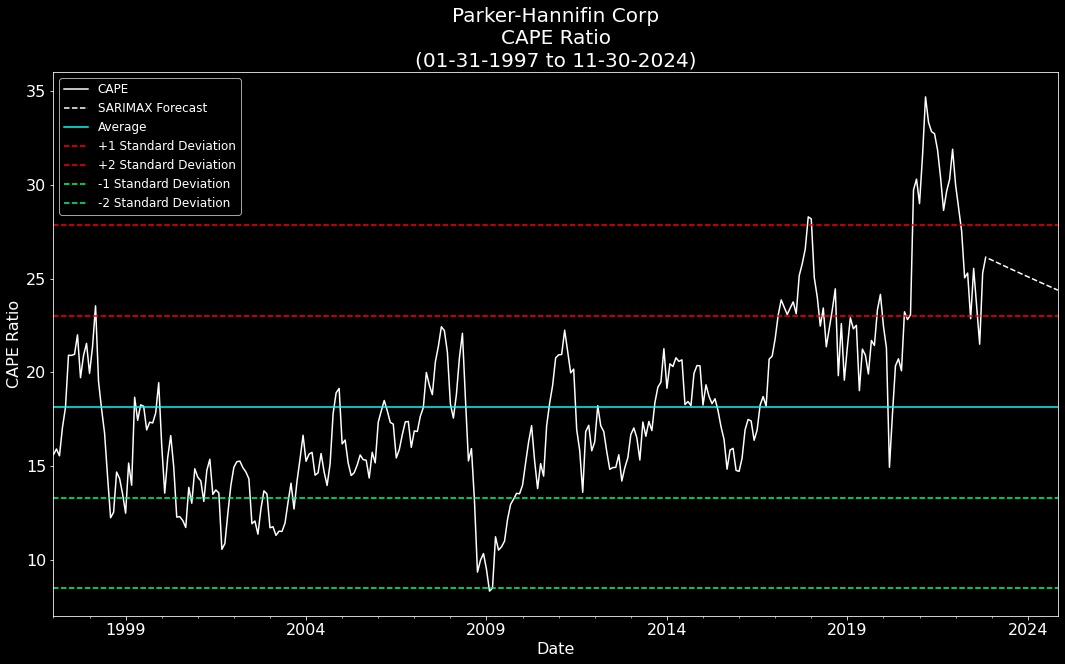 Parker-Hannifin Corp
CAPE Ratio
(01-31-1997 to 11-30-2024)
CAPE
SARIMAX Forecast
Average
+1 Standard Deviation
+2 Standard Deviation
-1 Standard Deviation
-2 Standard Deviation
35
30
25
20
15
10
CAPE Ratio
1999 2004 2009 2014 2019 2024
Date